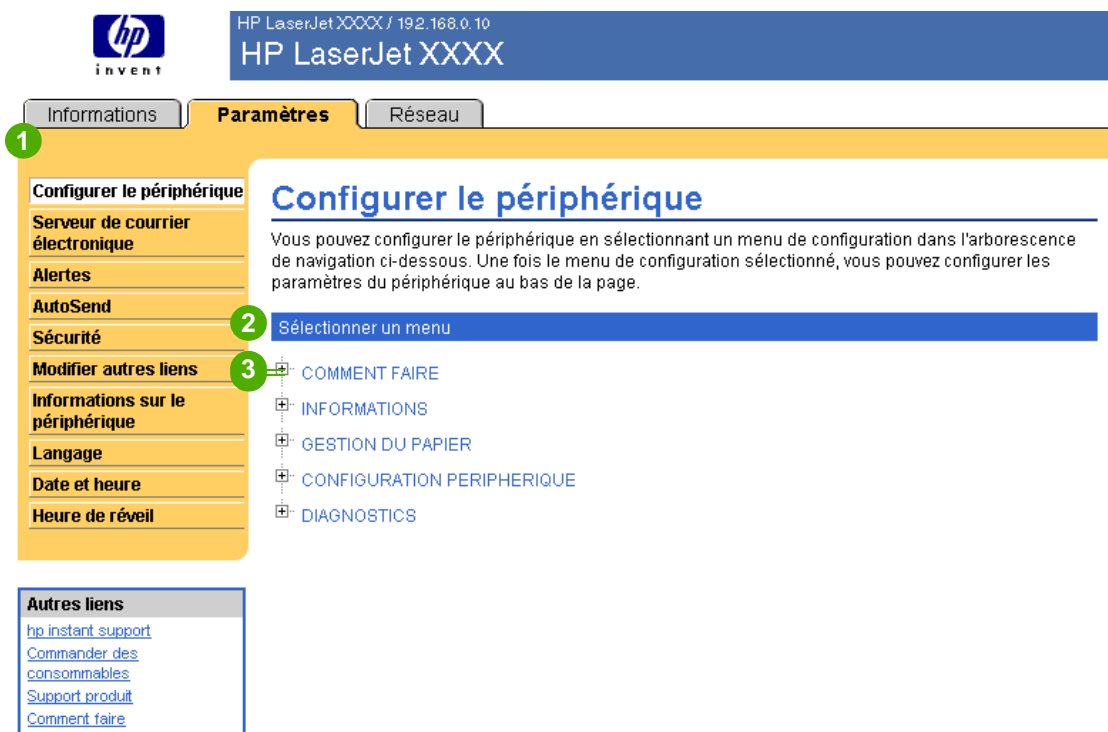 hp
invent
HP LaserJet XXXX / 192.168.0.10
HP LaserJet XXXX
Informations
Paramètres
Réseau
1
Configurer le périphérique
Serveur de courrier
électronique
Alertes
AutoSend
Sécurité
Modifier autres liens
Informations sur le
périphérique
Langage
Date et heure
Heure de réveil
Configurer le périphérique
Vous pouvez configurer le périphérique en sélectionnant un menu de configuration dans l'arborescence
de navigation ci-dessous. Une fois le menu de configuration sélectionné, vous pouvez configurer les
paramètres du périphérique au bas de la page.
2
Sélectionner un menu
3
COMMENT FAIRE
INFORMATIONS
GESTION DU PAPIER
CONFIGURATION PERIPHERIQUE
DIAGNOSTICS
Autres liens
hp instant support
Commander des
consommables
Support produit
Comment faire